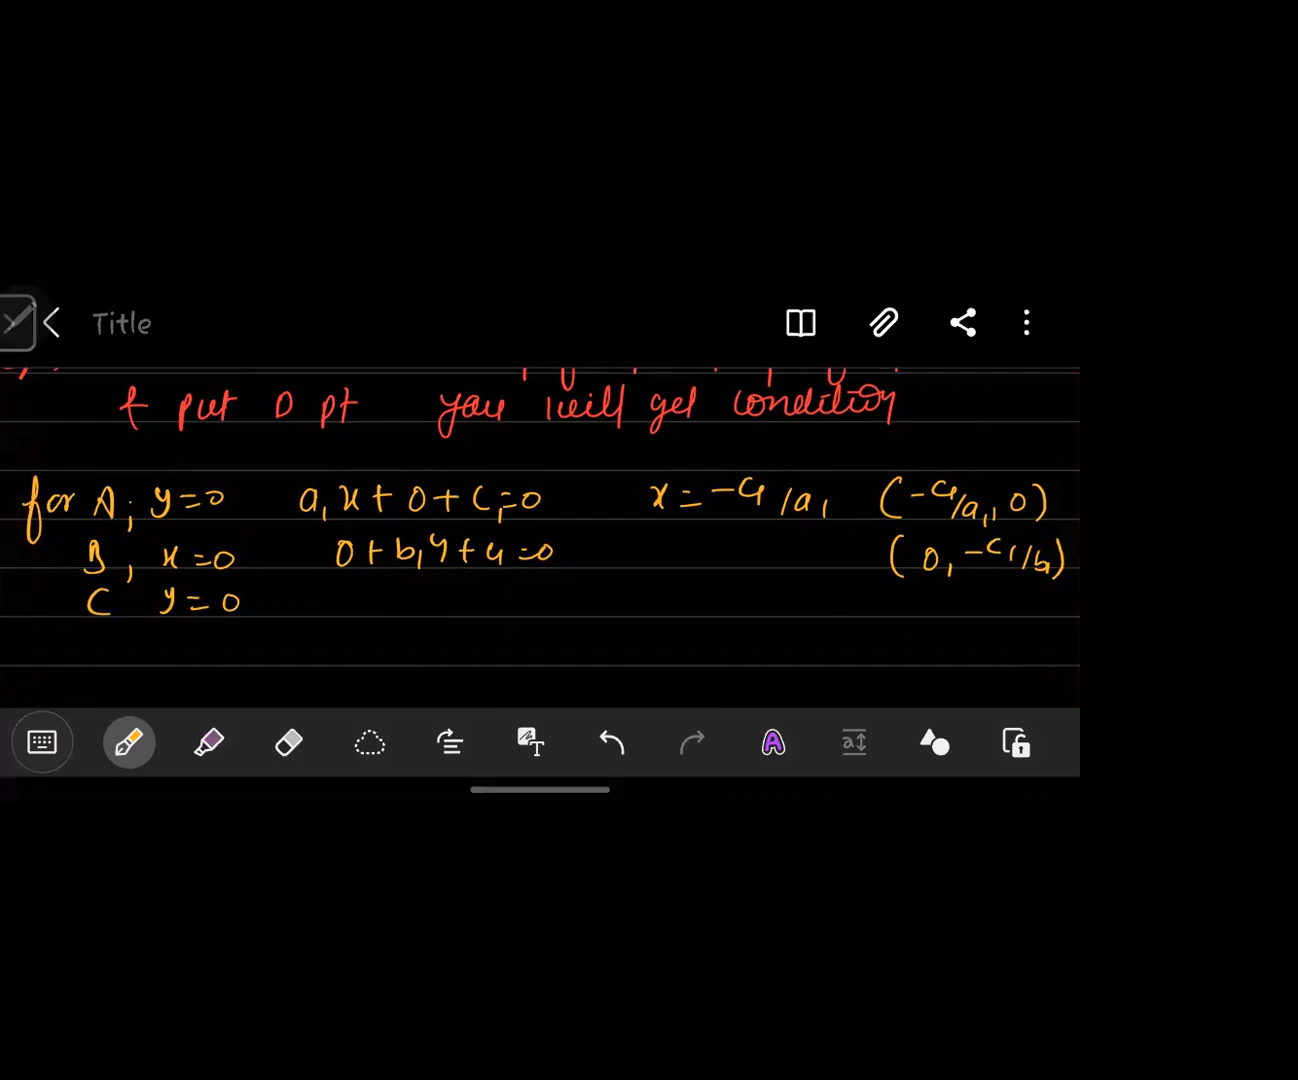 Title
& put D pt you will get condition
for A; y=0 a₁x + 0 + c₁=0 x = -c₁/a₁ (-c₁/a₁, 0)
B, x=0 0 + b₁y + c₁=0 (0, -c₁/b₁)
C y=0